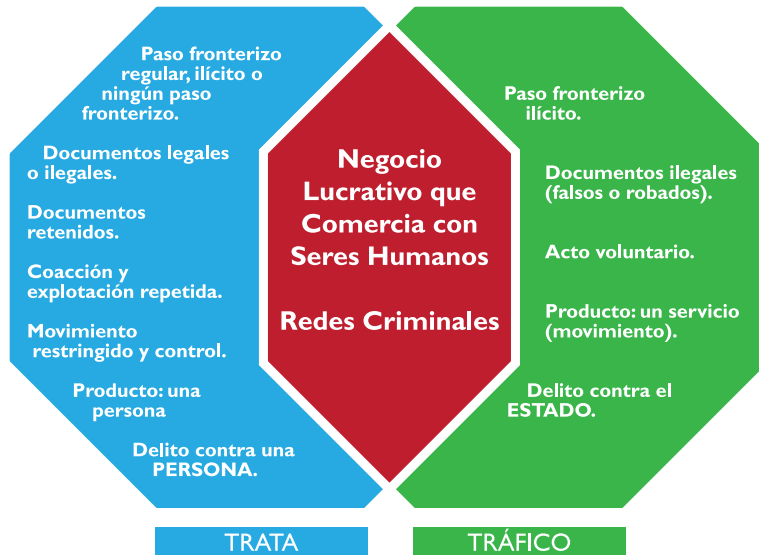 Paso fronterizo
regular, ilícito o
ningún paso
fronterizo.
Documentos legales
o ilegales.
Documentos
retenidos.
Coacción y
explotación repetida.
Movimiento
restringido y control.
Producto: una
persona
Delito contra una
PERSONA.
Negocio
Lucrativo que
Comercia con
Seres Humanos
Redes Criminales
Paso fronterizo
ilícito.
Documentos ilegales
(falsos o robados).
Acto voluntario.
Producto: un servicio
(movimiento).
Delito contra el
ESTADO.
TRATA
TRÁFICO